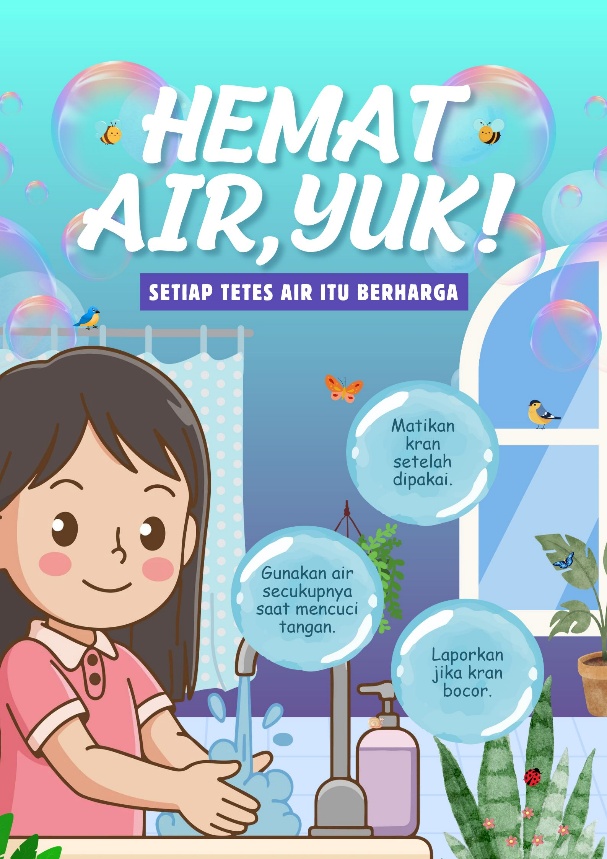 HEMAT
AIR, YUK!
SETIAP TETES AIR ITU BERHARGA
Matikan
kran
setelah
dipakai.
Gunakan air
secukupnya
saat mencuci
tangan.
Laporkan
jika kran
bocor.